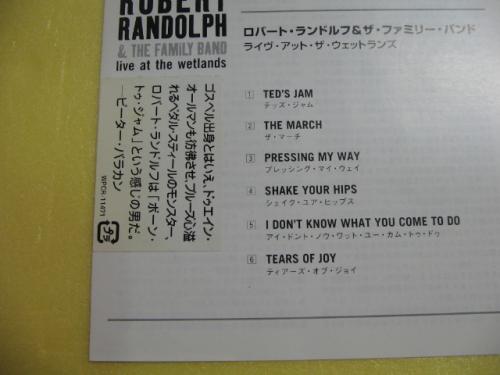 ROBERT
RANDOLPH
& THE FAMILY BAND
live at the wetlands
ゴスペル出身とはいえ、ドゥエイン・
オールマンも彷彿させ、ブルーズ心溢
れるペダル・スティールのモンスター、
ロバート・ランドルフは「ボーン・
トゥ・ジャム」という感じの男だ。
―ピーター・バラカン
WPCR-11471
ロバート・ランドルフ&ザ・ファミリー・バンド
ライヴ・アット・ザ・ウェットランズ
1 TED'S JAM
テッズ・ジャム
2 THE MARCH
ザ・マーチ
3 PRESSING MY WAY
プレッシング・マイ・ウェイ
4 SHAKE YOUR HIPS
シェイク・ユア・ヒップス
5 I DON'T KNOW WHAT YOU COME TO DO
アイ・ドント・ノウ・ワット・ユー・カム・トゥ・ドゥ
6 TEARS OF JOY
ティアーズ・オブ・ジョイ